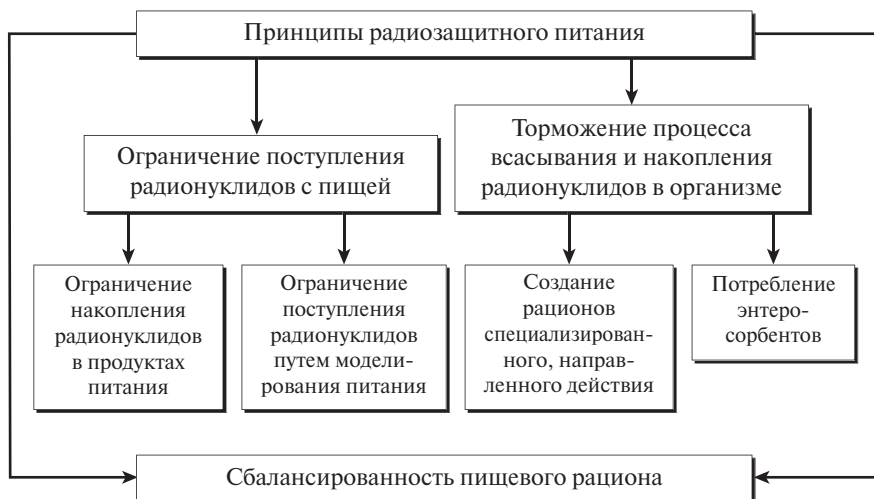 Принципы радиозащитного питания
Ограничение поступления
радионуклидов с пищей
Торможение процесса
всасывания и накопления
радионуклидов в организме
Ограничение
накопления
радионуклидов
в продуктах
питания
Ограничение
поступления
радионуклидов
путем модели-
рования питания
Создание
рационов
специализирован-
ного, направ-
ленного действия
Потребление
энтеро-
сорбентов
Сбалансированность пищевого рациона